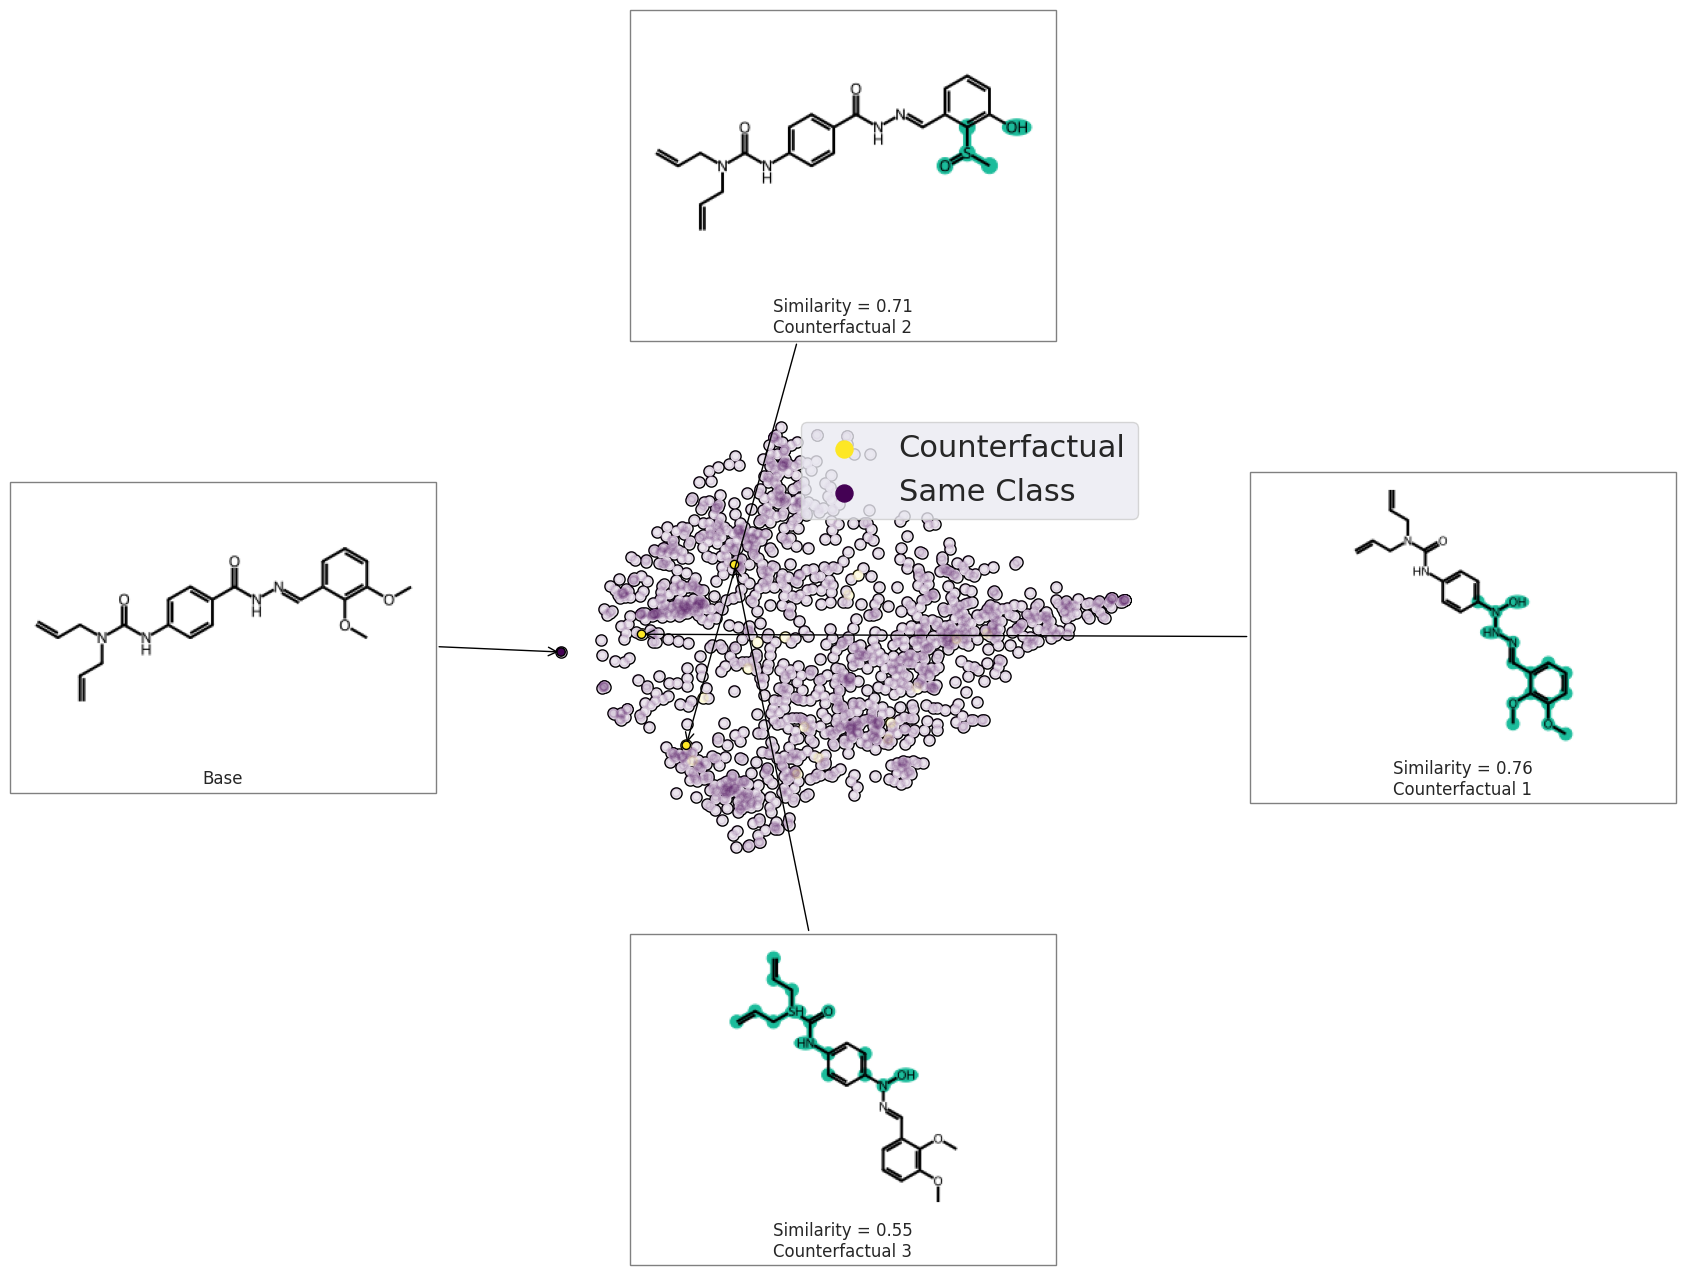 O
O
N
N
H
N
H
N
OH
S
O
Similarity = 0.71
Counterfactual 2
Counterfactual
Same Class
O
O
N
N
H
N
H
N
O
O
Base
N
O
HN
N
OH
HN
N
O
O
Similarity = 0.76
Counterfactual 1
SH
O
HN
N
OH
N
O
O
Similarity = 0.55
Counterfactual 3